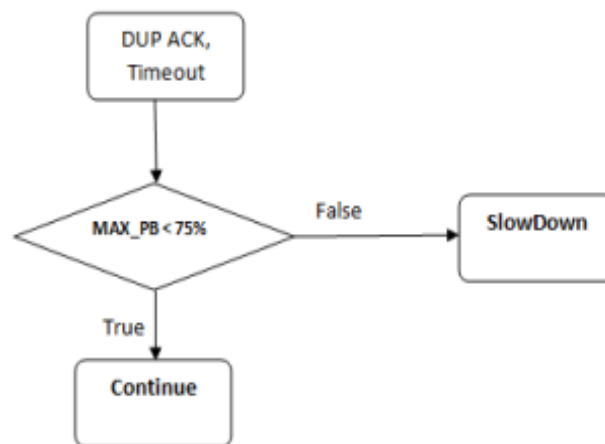 DUP ACK,
Timeout
MAX_PB < 75%
False
SlowDown
True
Continue